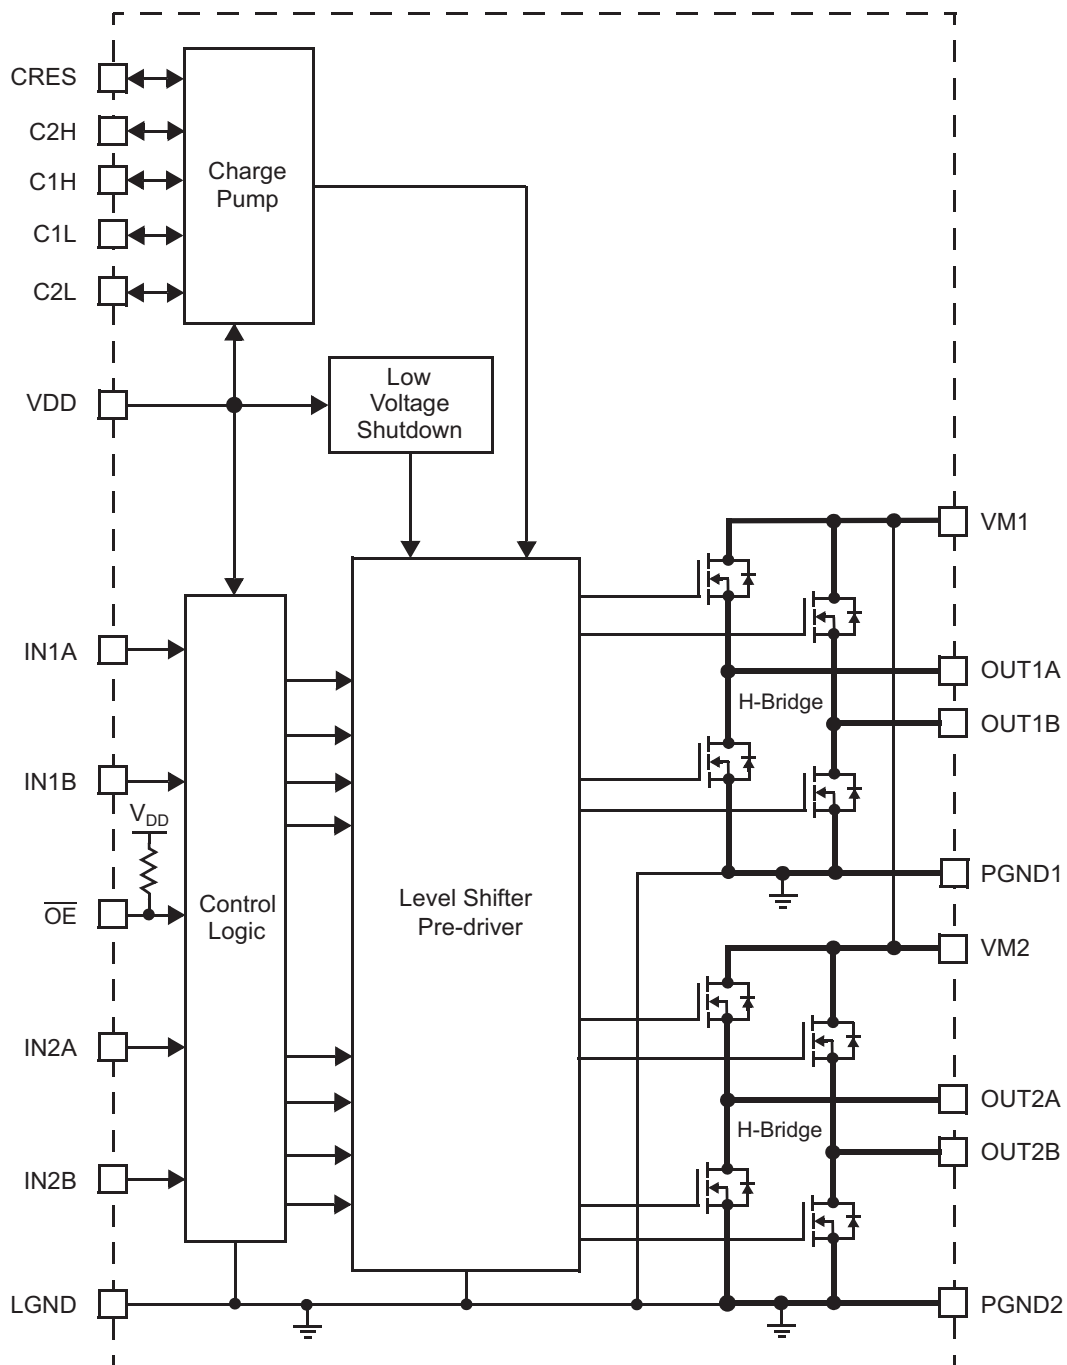 CRES
C2H
C1H
C1L
C2L
Charge
Pump
VDD
Low
Voltage
Shutdown
VM1
IN1A
OUT1A
H-Bridge
OUT1B
IN1B
VDD
PGND1
OE
Control
Logic
Level Shifter
Pre-driver
VM2
IN2A
OUT2A
H-Bridge
OUT2B
IN2B
LGND
PGND2